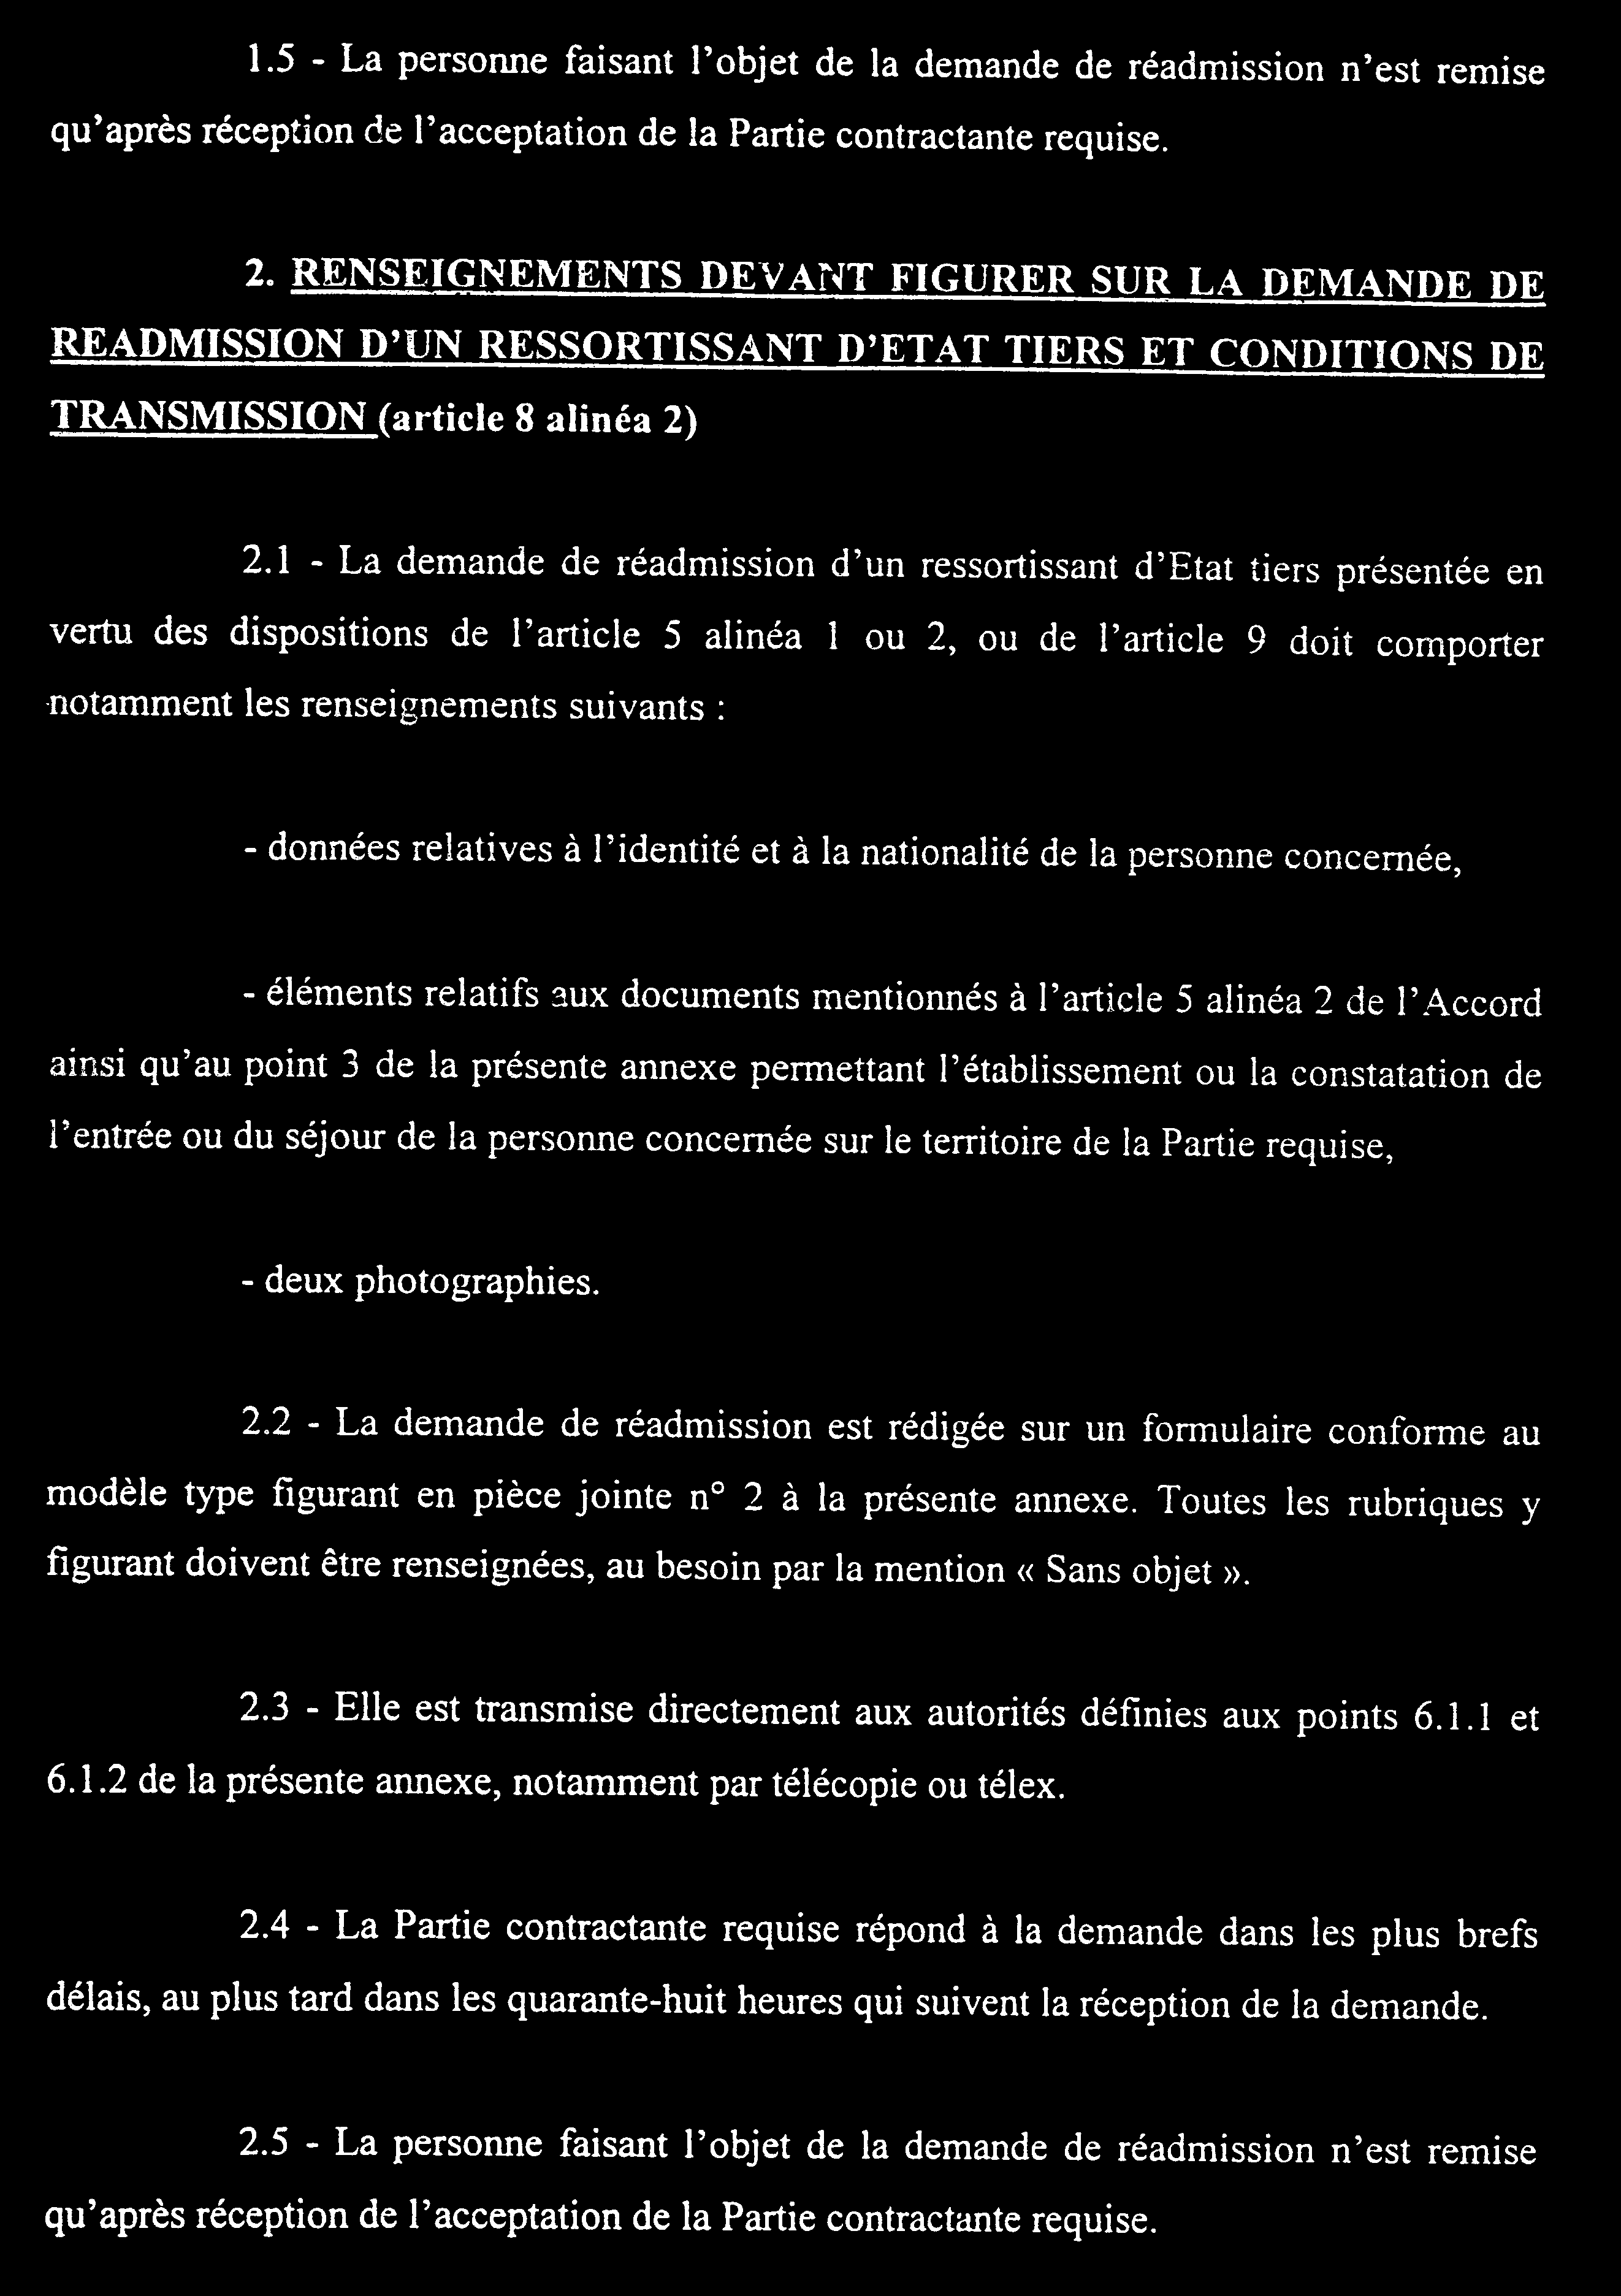 1.5 - La personne faisant l’objet de la demande de réadmission n’est remise
qu’après réception de l’acceptation de la Partie contractante requise.
2. RENSEIGNEMENTS DEVANT FIGURER SUR LA DEMANDE DE
READMISSION D’UN RESSORTISSANT D’ETAT TIERS ET CONDITIONS DE
TRANSMISSION (article 8 alinéa 2)
2.1 - La demande de réadmission d’un ressortissant d’Etat tiers présentée en
vertu des dispositions de l’article 5 alinéa 1 ou 2, ou de l’article 9 doit comporter
notamment les renseignements suivants :
- données relatives à l’identité et à la nationalité de la personne concernée,
- éléments relatifs aux documents mentionnés à l’article 5 alinéa 2 de l’Accord
ainsi qu’au point 3 de la présente annexe permettant l’établissement ou la constatation de
l’entrée ou du séjour de la personne concernée sur le territoire de la Partie requise,
- deux photographies.
2.2 - La demande de réadmission est rédigée sur un formulaire conforme au
modèle type figurant en pièce jointe n° 2 à la présente annexe. Toutes les rubriques y
figurant doivent être renseignées, au besoin par la mention « Sans objet ».
2.3 - Elle est transmise directement aux autorités définies aux points 6.1.1 et
6.1.2 de la présente annexe, notamment par télécopie ou télex.
2.4 - La Partie contractante requise répond à la demande dans les plus brefs
délais, au plus tard dans les quarante-huit heures qui suivent la réception de la demande.
2.5 - La personne faisant l’objet de la demande de réadmission n’est remise
qu’après réception de l’acceptation de la Partie contractante requise.